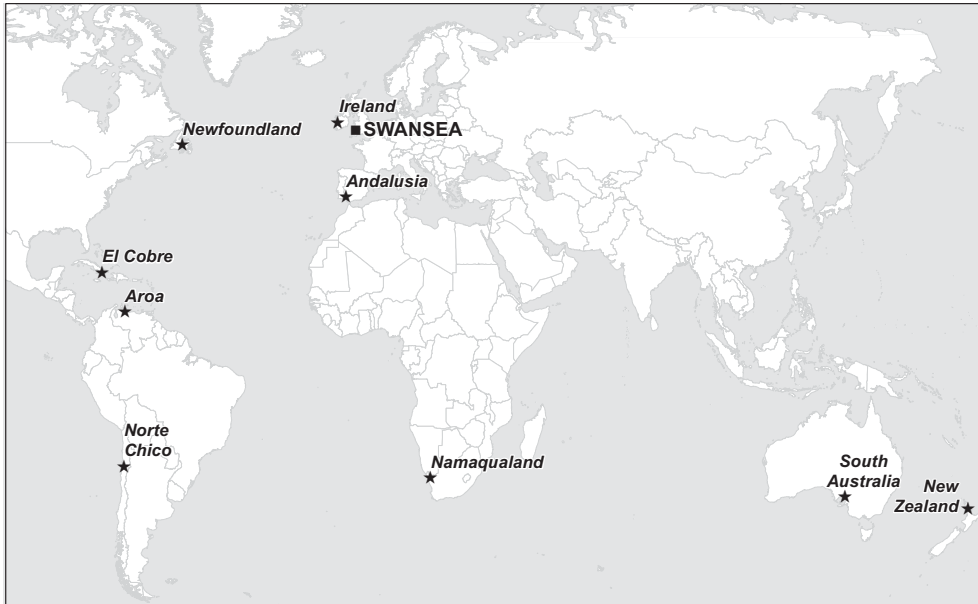 Ireland
SWANSEA
Newfoundland
Andalusia
El Cobre
Aroa
Norte
Chico
Namaqualand
South
Australia
New
Zealand